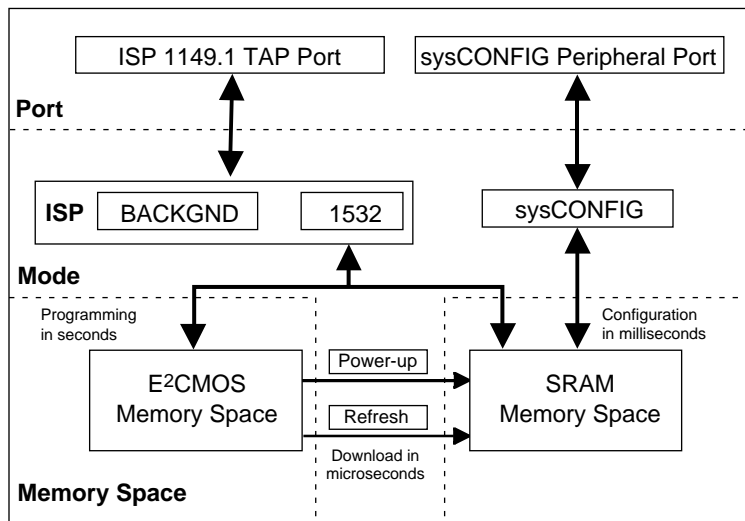 ISP 1149.1 TAP Port
sysCONFIG Peripheral Port
Port
ISP
BACKGND
1532
sysCONFIG
Mode
Programming
in seconds
Configuration
in milliseconds
E²CMOS
Memory Space
Power-up
Refresh
Download in
microseconds
SRAM
Memory Space
Memory Space